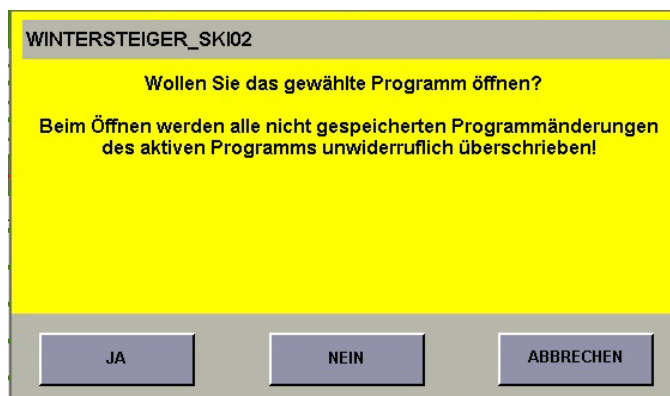 WINTERSTEIGER_SKI02
Wollen Sie das gewählte Programm öffnen?
Beim Öffnen werden alle nicht gespeicherten Programmänderungen
des aktiven Programms unwiderruflich überschrieben!
JA
NEIN
ABBRECHEN